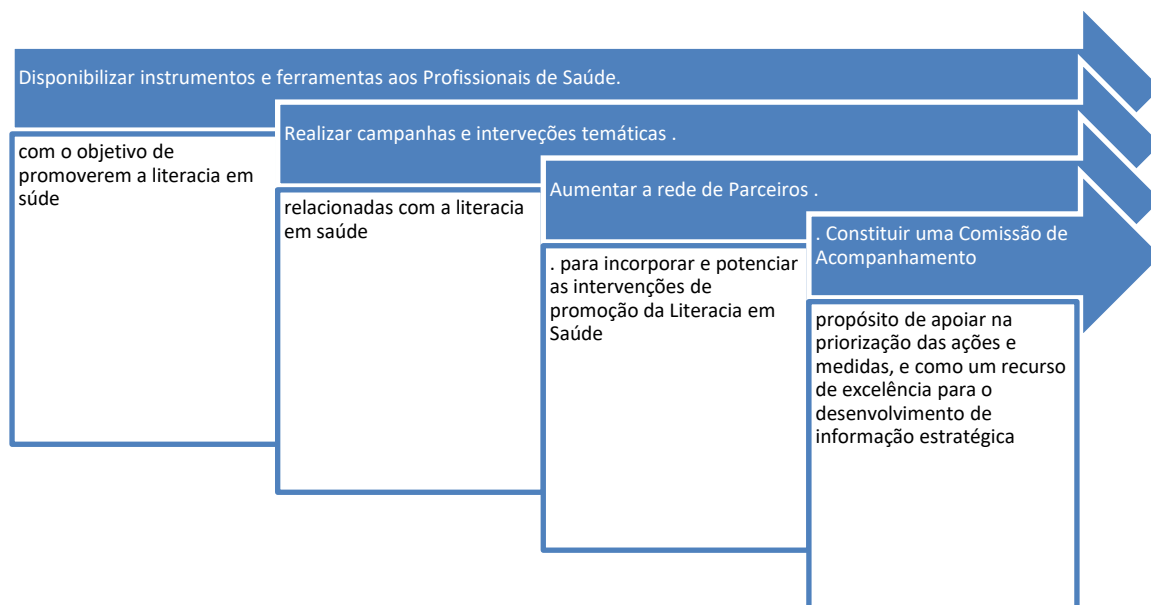 Disponibilizar instrumentos e ferramentas aos Profissionais de Saúde.
com o objetivo de
promoverem a literacia em
súde
Realizar campanhas e interveções temáticas .
relacionadas com a literacia
em saúde
Aumentar a rede de Parceiros .
. para incorporar e potenciar
as intervenções de
promoção da Literacia em
Saúde
. Constituir uma Comissão de
Acompanhamento
propósito de apoiar na
priorização das ações e
medidas, e como um recurso
de excelência para o
desenvolvimento de
informação estratégica